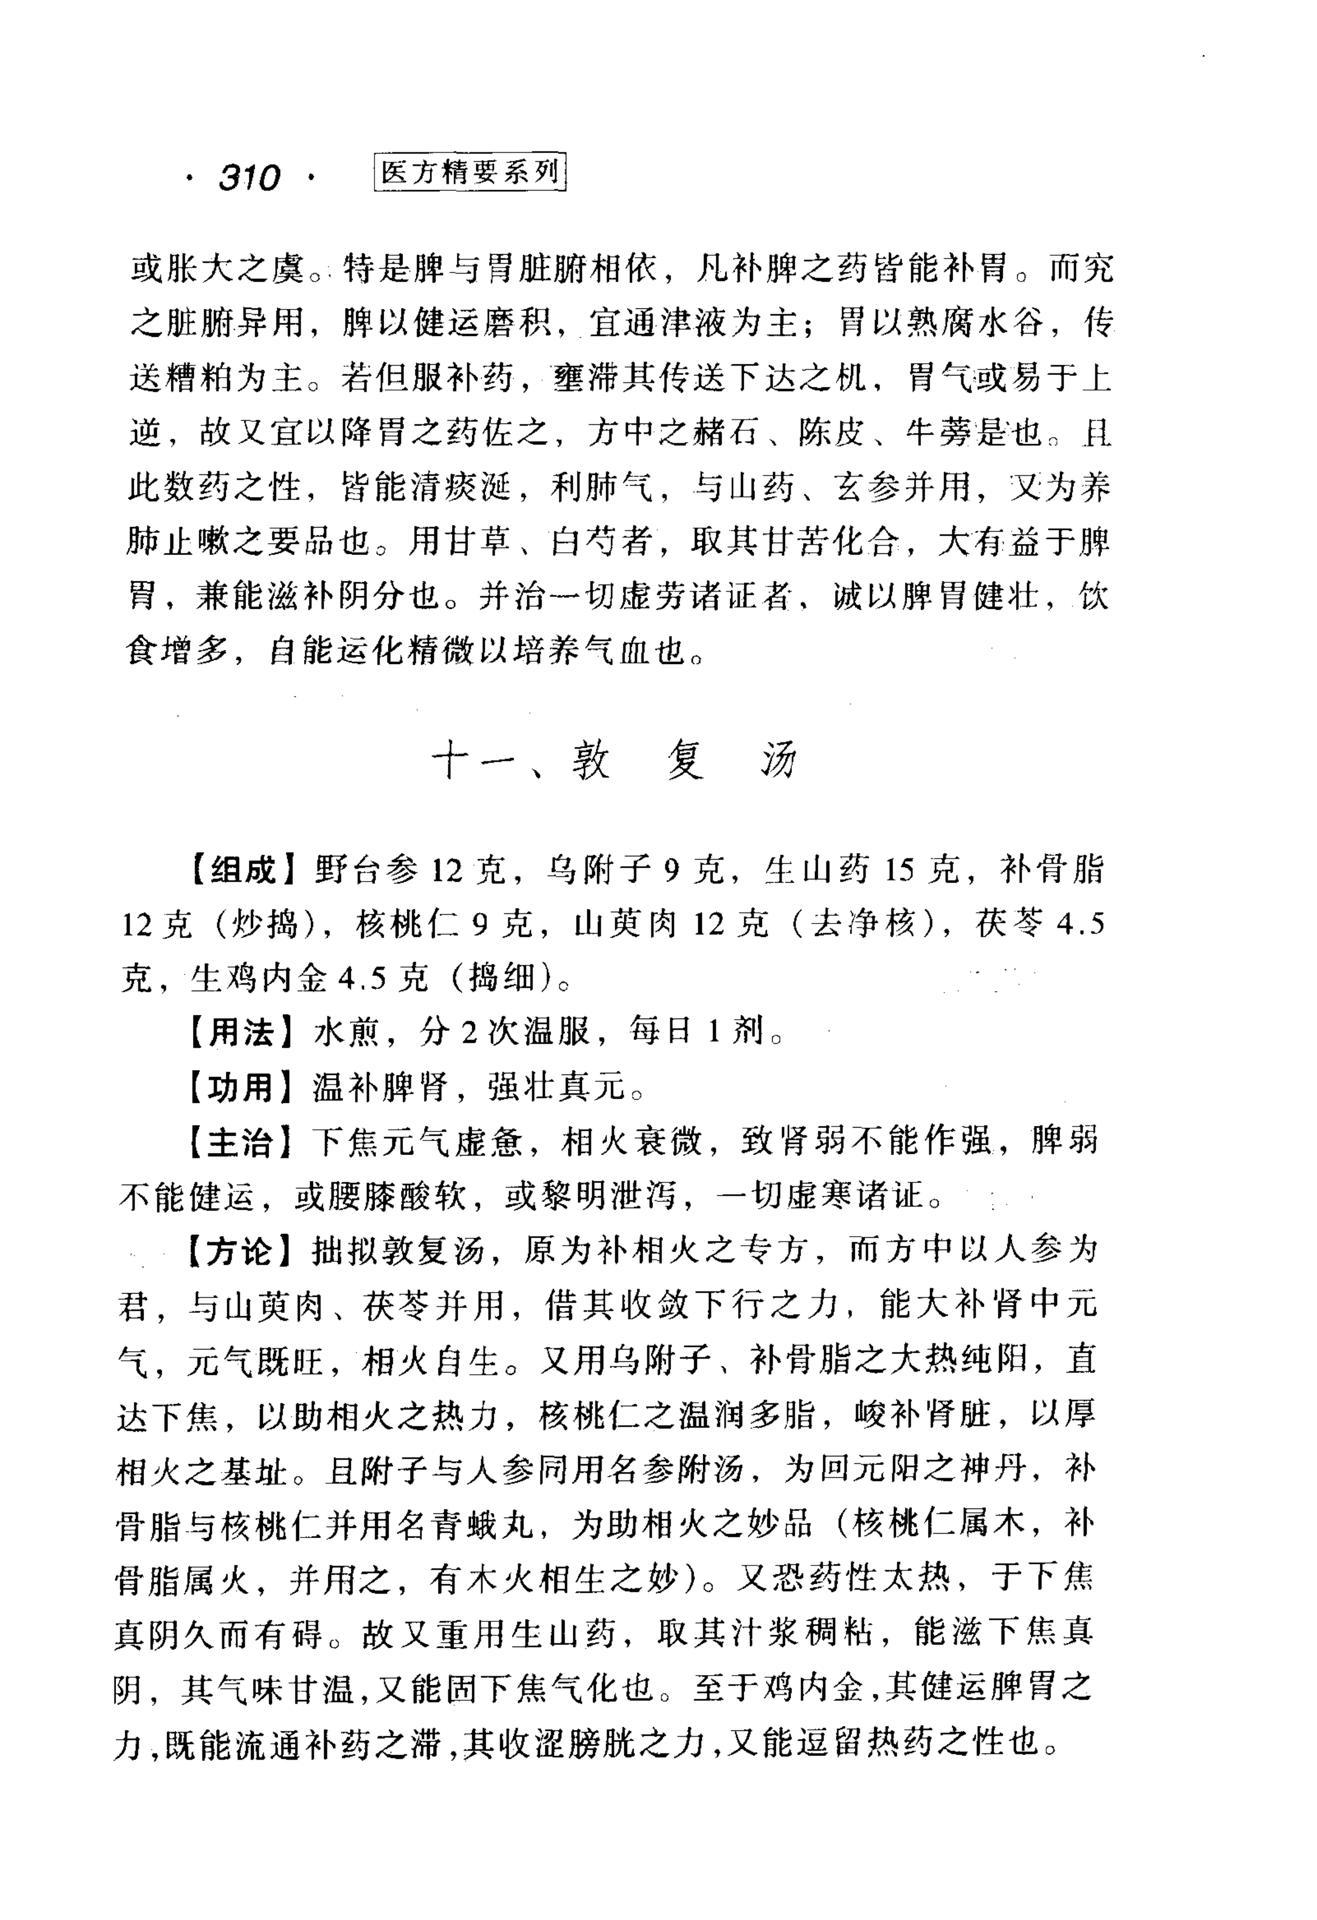 · 310 ·
医方精要系列
或胀大之虞。特是脾与胃脏腑相依，凡补脾之药皆能补胃。而究
之脏腑异用，脾以健运磨积，宜通津液为主；胃以熟腐水谷，传
送糟粕为主。若但服补药，壅滞其传送下达之机，胃气或易于上
逆，故又宜以降胃之药佐之，方中之赭石、陈皮、牛蒡是也。且
此数药之性，皆能清痰涎，利肺气，与山药、玄参并用，又为养
肺止嗽之要品也。用甘草、白芍者，取其甘苦化合，大有益于脾
胃，兼能滋补阴分也。并治一切虚劳诸证者，诚以脾胃健壮，饮
食增多，自能运化精微以培养气血也。
十一、敦 复 汤
【组成】野台参 12 克，乌附子 9 克，生山药 15 克，补骨脂
12 克（炒捣），核桃仁 9 克，山萸肉 12 克（去净核），茯苓 4.5
克，生鸡内金 4.5 克（捣细）。
【用法】水煎，分 2 次温服，每日 1 剂。
【功用】温补脾肾，强壮真元。
【主治】下焦元气虚惫，相火衰微，致肾弱不能作强，脾弱
不能健运，或腰膝酸软，或黎明泄泻，一切虚寒诸证。
【方论】拙拟敦复汤，原为补相火之专方，而方中以人参为
君，与山萸肉、茯苓并用，借其收敛下行之力，能大补肾中元
气，元气既旺，相火自生。又用乌附子、补骨脂之大热纯阳，直
达下焦，以助相火之热力，核桃仁之温润多脂，峻补肾脏，以厚
相火之基址。且附子与人参同用名参附汤，为回元阳之神丹，补
骨脂与核桃仁并用名青蛾丸，为助相火之妙品（核桃仁属木，补
骨脂属火，并用之，有木火相生之妙）。又恐药性太热，于下焦
真阴久而有碍。故又重用生山药，取其汁浆稠粘，能滋下焦真
阴，其气味甘温，又能固下焦气化也。至于鸡内金，其健运脾胃之
力，既能流通补药之滞，其收涩膀胱之力，又能逗留热药之性也。